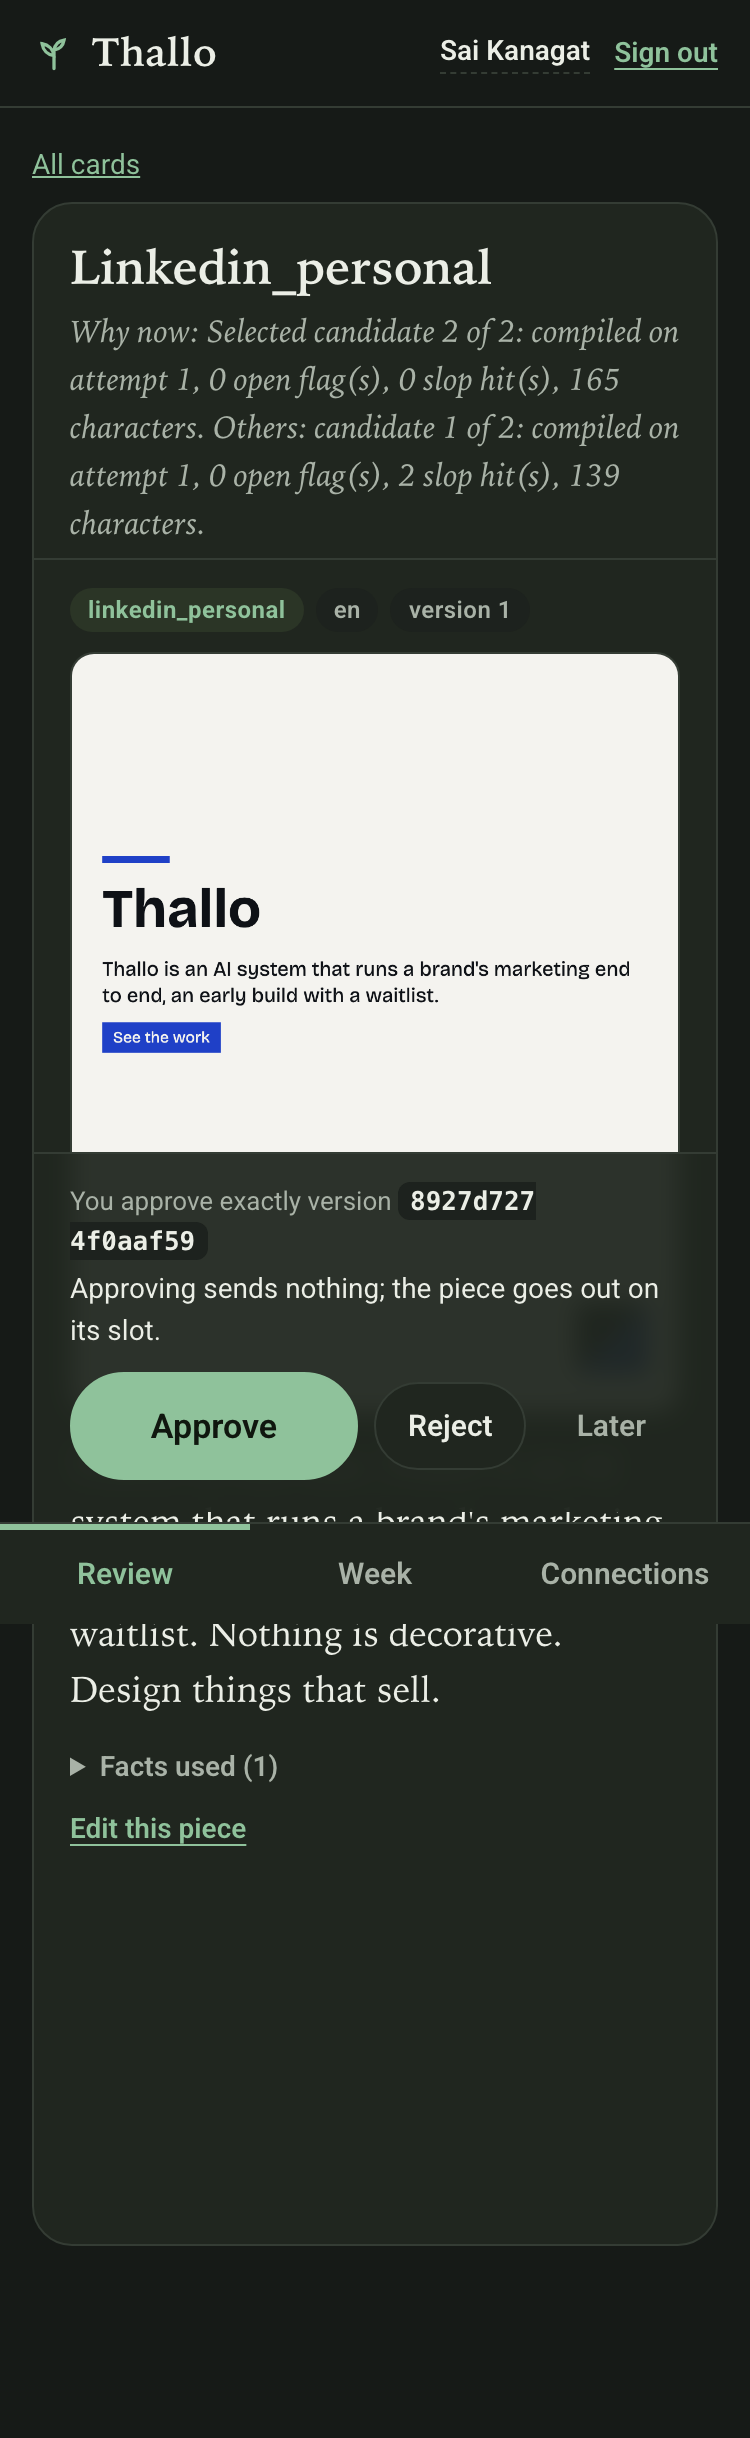 Thallo
Sai Kanagat
Sign out
All cards
Linkedin_personal
Why now: Selected candidate 2 of 2: compiled on
attempt 1, 0 open flag(s), 0 slop hit(s), 165
characters. Others: candidate 1 of 2: compiled on
attempt 1, 0 open flag(s), 2 slop hit(s), 139
characters.
linkedin_personal
en
version 1
Thallo
Thallo is an AI system that runs a brand's marketing end
to end, an early build with a waitlist.
See the work
You approve exactly version 8927d727
4f0aaf59
Approving sends nothing; the piece goes out on
its slot.
Approve
Reject
Later
system that runs a brand's marketing
Review
Week
Connections
waitlist. Nothing is decorative.
Design things that sell.
Facts used (1)
Edit this piece